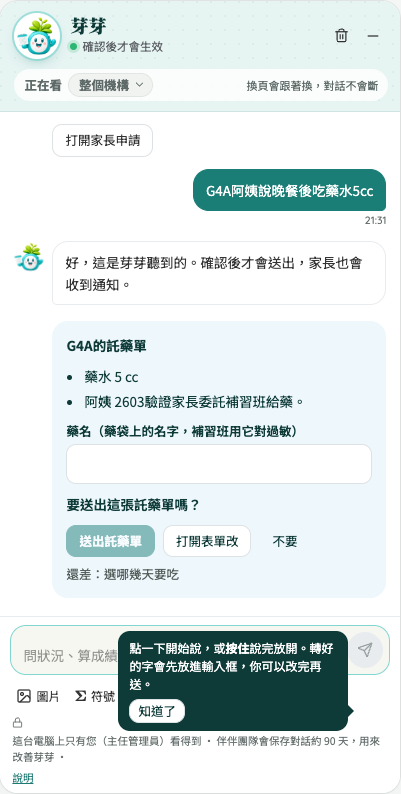 芽芽
確認後才會生效
正在看 整個機構 換頁會跟著換，對話不會斷
打開家長申請
G4A阿姨說晚餐後吃藥水5cc
21:31
好，這是芽芽聽到的。確認後才會送出，家長也會
收到通知。
G4A的託藥單
• 藥水 5 cc
• 阿姨 2603驗證家長委託補習班給藥。
藥名（藥袋上的名字，補習班用它對過敏）
要送出這張託藥單嗎？
送出託藥單 打開表單改 不要
還差：選哪幾天要吃
問狀況、算成績
點一下開始說，或按住說完放開。轉好
的字會先放進輸入框，你可以改完再
送。
知道了
圖片 Σ 符號
這台電腦上只有您（主任管理員）看得到 · 伴伴團隊會保存對話約 90 天，用來
改善芽芽 ·
說明